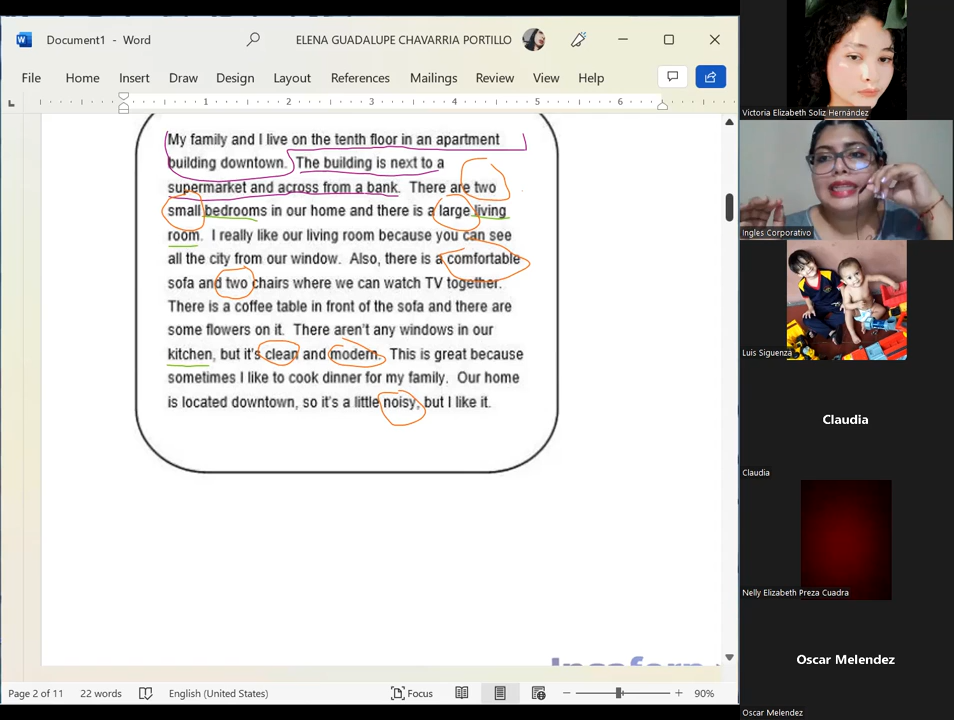 Document1 - Word
ELENA GUADALUPE CHAVARRIA PORTILLO
File Home Insert Draw Design Layout References Mailings Review View Help
1 2 3 4 5 6
My family and I live on the tenth floor in an apartment
building downtown. The building is next to a
supermarket and across from a bank. There are two
small bedrooms in our home and there is a large living
room. I really like our living room because you can see
all the city from our window. Also, there is a comfortable
sofa and two chairs where we can watch TV together.
There is a coffee table in front of the sofa and there are
some flowers on it. There aren't any windows in our
kitchen, but it's clean and modern. This is great because
sometimes I like to cook dinner for my family. Our home
is located downtown, so it's a little noisy, but I like it.
Page 2 of 11 22 words English (United States) Focus 90%
Victoria Elizabeth Soliz Hernández
Ingles Corporativo
Luis Siguenza
Claudia
Claudia
Nelly Elizabeth Preza Cuadra
Oscar Melendez
Oscar Melendez